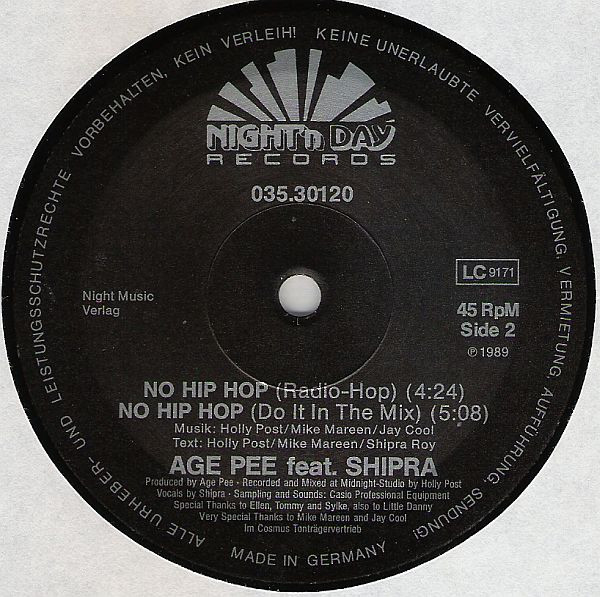 ALLE URHEBER- UND LEISTUNGSSCHUTZRECHTE VORBEHALTEN, KEIN VERLEIH! KEINE UNERLAUBTE VERVIELFÄLTIGUNG, VERMIETUNG, AUFFÜHRUNG, SENDUNG!
NIGHT'n DAY
RECORDS
035.30120
LC 9171
Night Music
Verlag
45 RpM
Side 2
℗ 1989
NO HIP HOP (Radio-Hop) (4:24)
NO HIP HOP (Do It In The Mix) (5:08)
Musik: Holly Post/Mike Mareen/Jay Cool
Text: Holly Post/Mike Mareen/Shipra Roy
AGE PEE feat. SHIPRA
Produced by Age Pee - Recorded and Mixed at Midnight-Studio by Holly Post
Vocals by Shipra - Sampling and Sounds: Casio Professional Equipment
Special Thanks to Ellen, Tommy and Sylke, also to Little Danny
Very Special Thanks to Mike Mareen and Jay Cool
Im Cosmus Tonträgervertrieb
MADE IN GERMANY